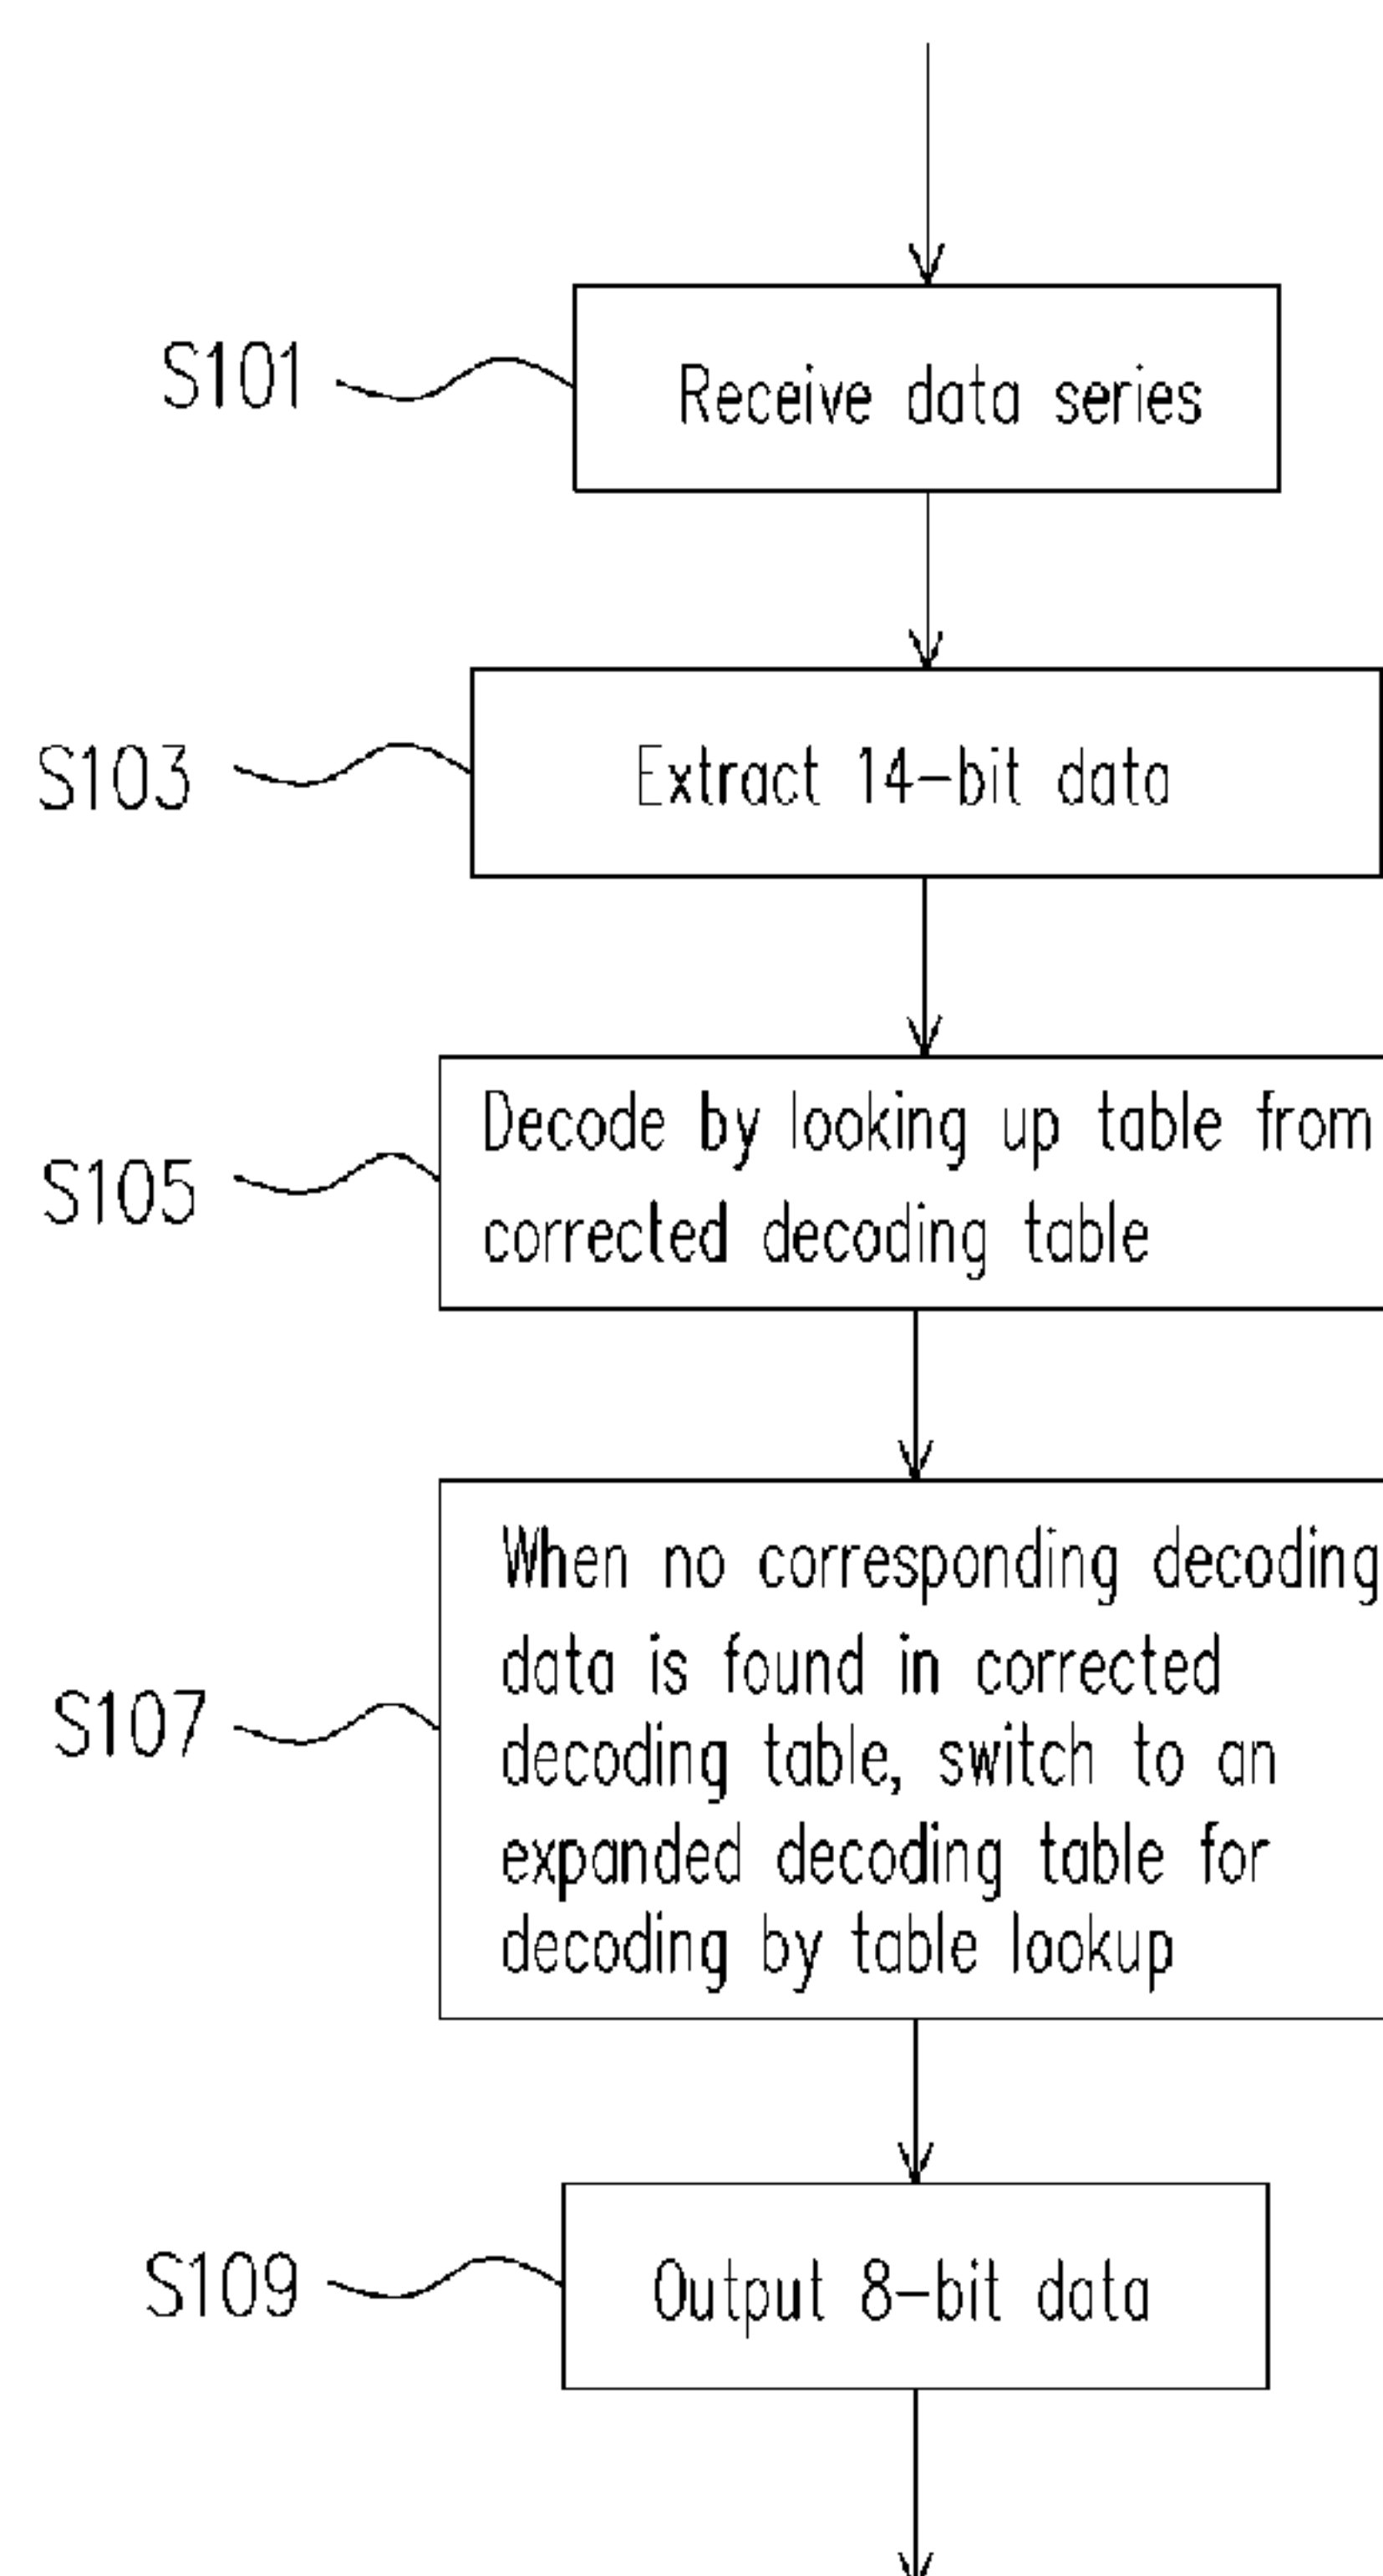 S101
Receive data series
S103
Extract 14-bit data
S105
Decode by looking up table from
corrected decoding table
S107
When no corresponding decoding
data is found in corrected
decoding table, switch to an
expanded decoding table for
decoding by table lookup
S109
Output 8-bit data